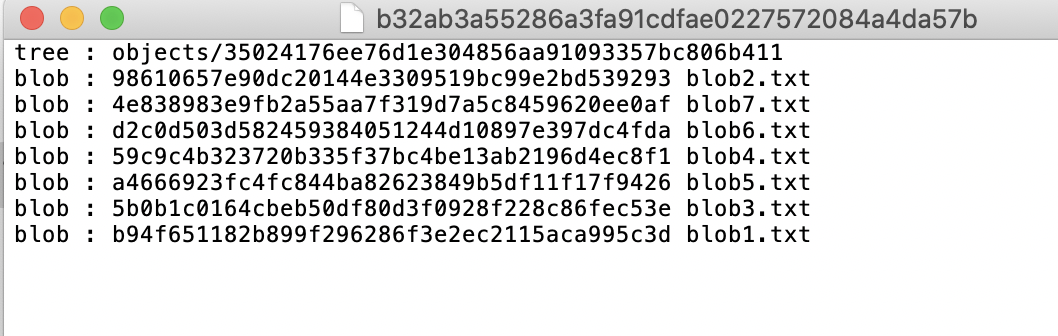 b32ab3a55286a3fa91cdfae0227572084a4da57b
tree : objects/35024176ee76d1e304856aa91093357bc806b411
blob : 98610657e90dc20144e3309519bc99e2bd539293 blob2.txt
blob : 4e838983e9fb2a55aa7f319d7a5c8459620ee0af blob7.txt
blob : d2c0d503d582459384051244d10897e397dc4fda blob6.txt
blob : 59c9c4b323720b335f37bc4be13ab2196d4ec8f1 blob4.txt
blob : a4666923fc4fc844ba82623849b5df11f17f9426 blob5.txt
blob : 5b0b1c0164cbeb50df80d3f0928f228c86fec53e blob3.txt
blob : b94f651182b899f296286f3e2ec2115aca995c3d blob1.txt